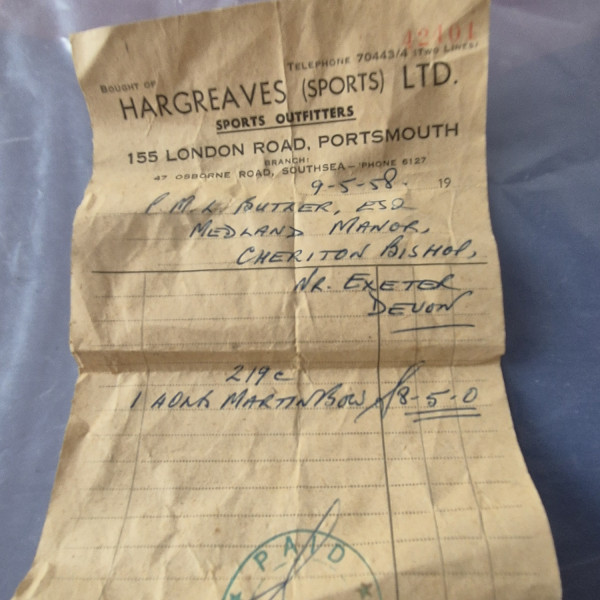 42101
TELEPHONE 70443/4 (TWO LINES)
BOUGHT OF
HARGREAVES (SPORTS) LTD.
SPORTS OUTFITTERS
155 LONDON ROAD, PORTSMOUTH
BRANCH:
47 OSBORNE ROAD, SOUTHSEA—'PHONE 6127
9-5-58. 19
P.M.L. BUTLER, ESQ
MEDLAND MANOR,
CHERITON BISHOP,
NR. EXETER
DEVON
219c
1 40lb MARTIN BOW 8-5-0
PAID